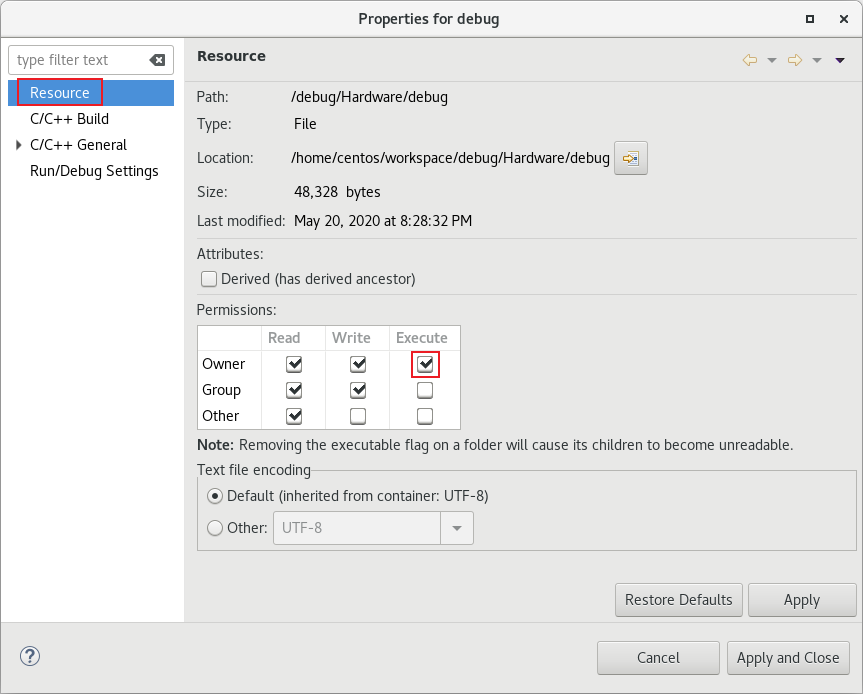 Properties for debug
type filter text
Resource
C/C++ Build
C/C++ General
Run/Debug Settings
Resource
Path: /debug/Hardware/debug
Type: File
Location: /home/centos/workspace/debug/Hardware/debug
Size: 48,328 bytes
Last modified: May 20, 2020 at 8:28:32 PM
Attributes:
Derived (has derived ancestor)
Permissions:
Read Write Execute
Owner
Group
Other
Note: Removing the executable flag on a folder will cause its children to become unreadable.
Text file encoding
Default (inherited from container: UTF-8)
Other: UTF-8
Restore Defaults Apply
? Cancel Apply and Close